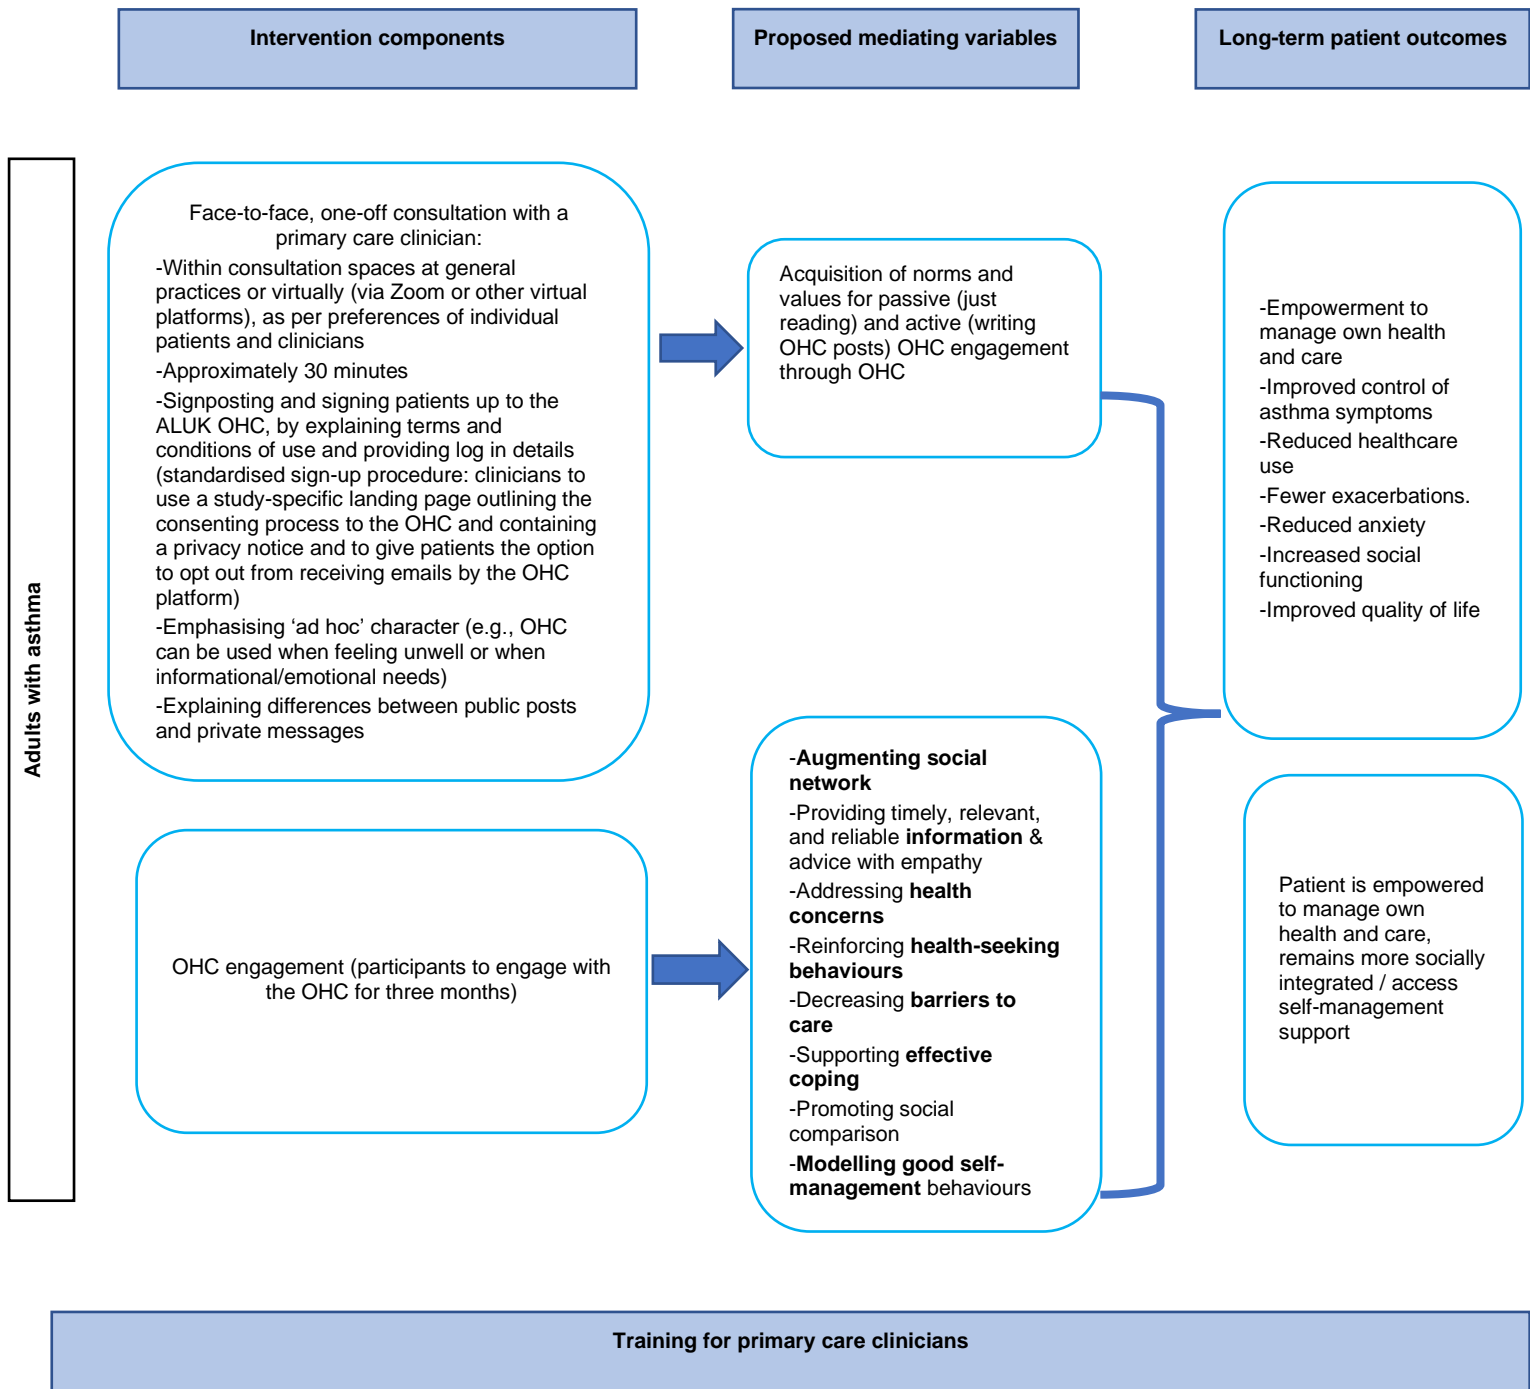 Intervention components
Proposed mediating variables
Long-term patient outcomes
Adults with asthma
Face-to-face, one-off consultation with a
primary care clinician:
-Within consultation spaces at general
practices or virtually (via Zoom or other virtual
platforms), as per preferences of individual
patients and clinicians
-Approximately 30 minutes
-Signposting and signing patients up to the
ALUK OHC, by explaining terms and
conditions of use and providing log in details
(standardised sign-up procedure: clinicians to
use a study-specific landing page outlining the
consenting process to the OHC and containing
a privacy notice and to give patients the option
to opt out from receiving emails by the OHC
platform)
-Emphasising ‘ad hoc’ character (e.g., OHC
can be used when feeling unwell or when
informational/emotional needs)
-Explaining differences between public posts
and private messages
OHC engagement (participants to engage with
the OHC for three months)
Acquisition of norms and
values for passive (just
reading) and active (writing
OHC posts) OHC engagement
through OHC
-Augmenting social
network
-Providing timely, relevant,
and reliable information &
advice with empathy
-Addressing health
concerns
-Reinforcing health-seeking
behaviours
-Decreasing barriers to
care
-Supporting effective
coping
-Promoting social
comparison
-Modelling good self-
management behaviours
-Empowerment to
manage own health
and care
-Improved control of
asthma symptoms
-Reduced healthcare
use
-Fewer exacerbations.
-Reduced anxiety
-Increased social
functioning
-Improved quality of life
Patient is empowered
to manage own
health and care,
remains more socially
integrated / access
self-management
support
Training for primary care clinicians